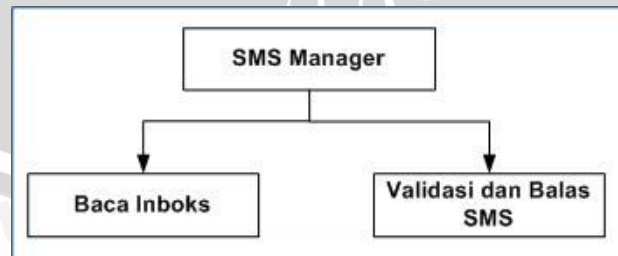 SMS Manager
Baca Inboks
Validasi dan Balas
SMS